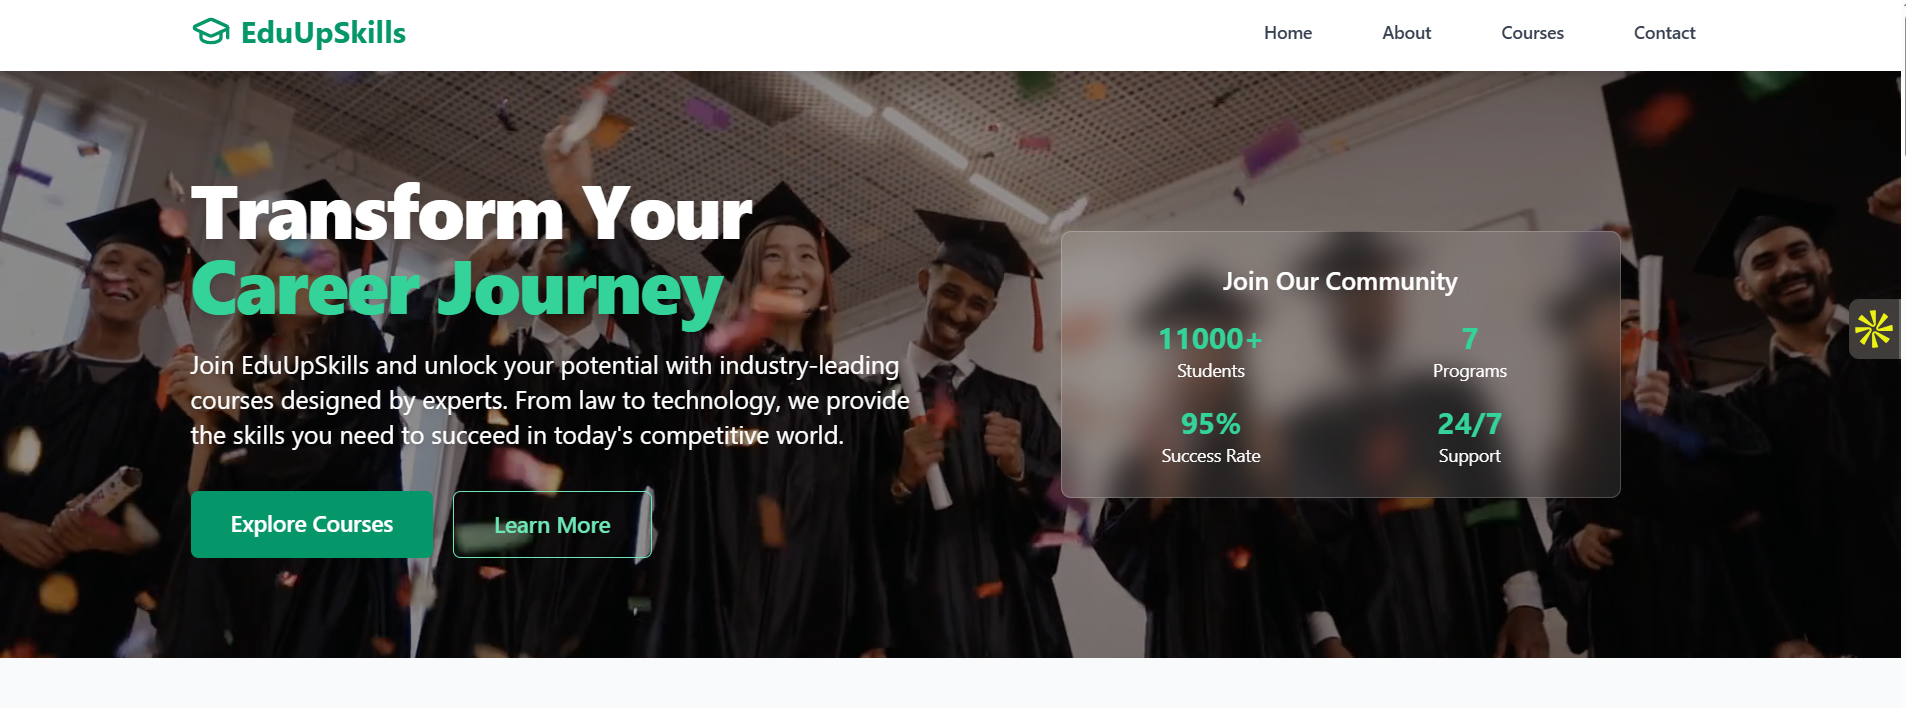 EduUpSkills
Home
About
Courses
Contact
Transform Your
Career Journey
Join EduUpSkills and unlock your potential with industry-leading
courses designed by experts. From law to technology, we provide
the skills you need to succeed in today's competitive world.
Explore Courses
Learn More
Join Our Community
11000+
Students
7
Programs
95%
Success Rate
24/7
Support